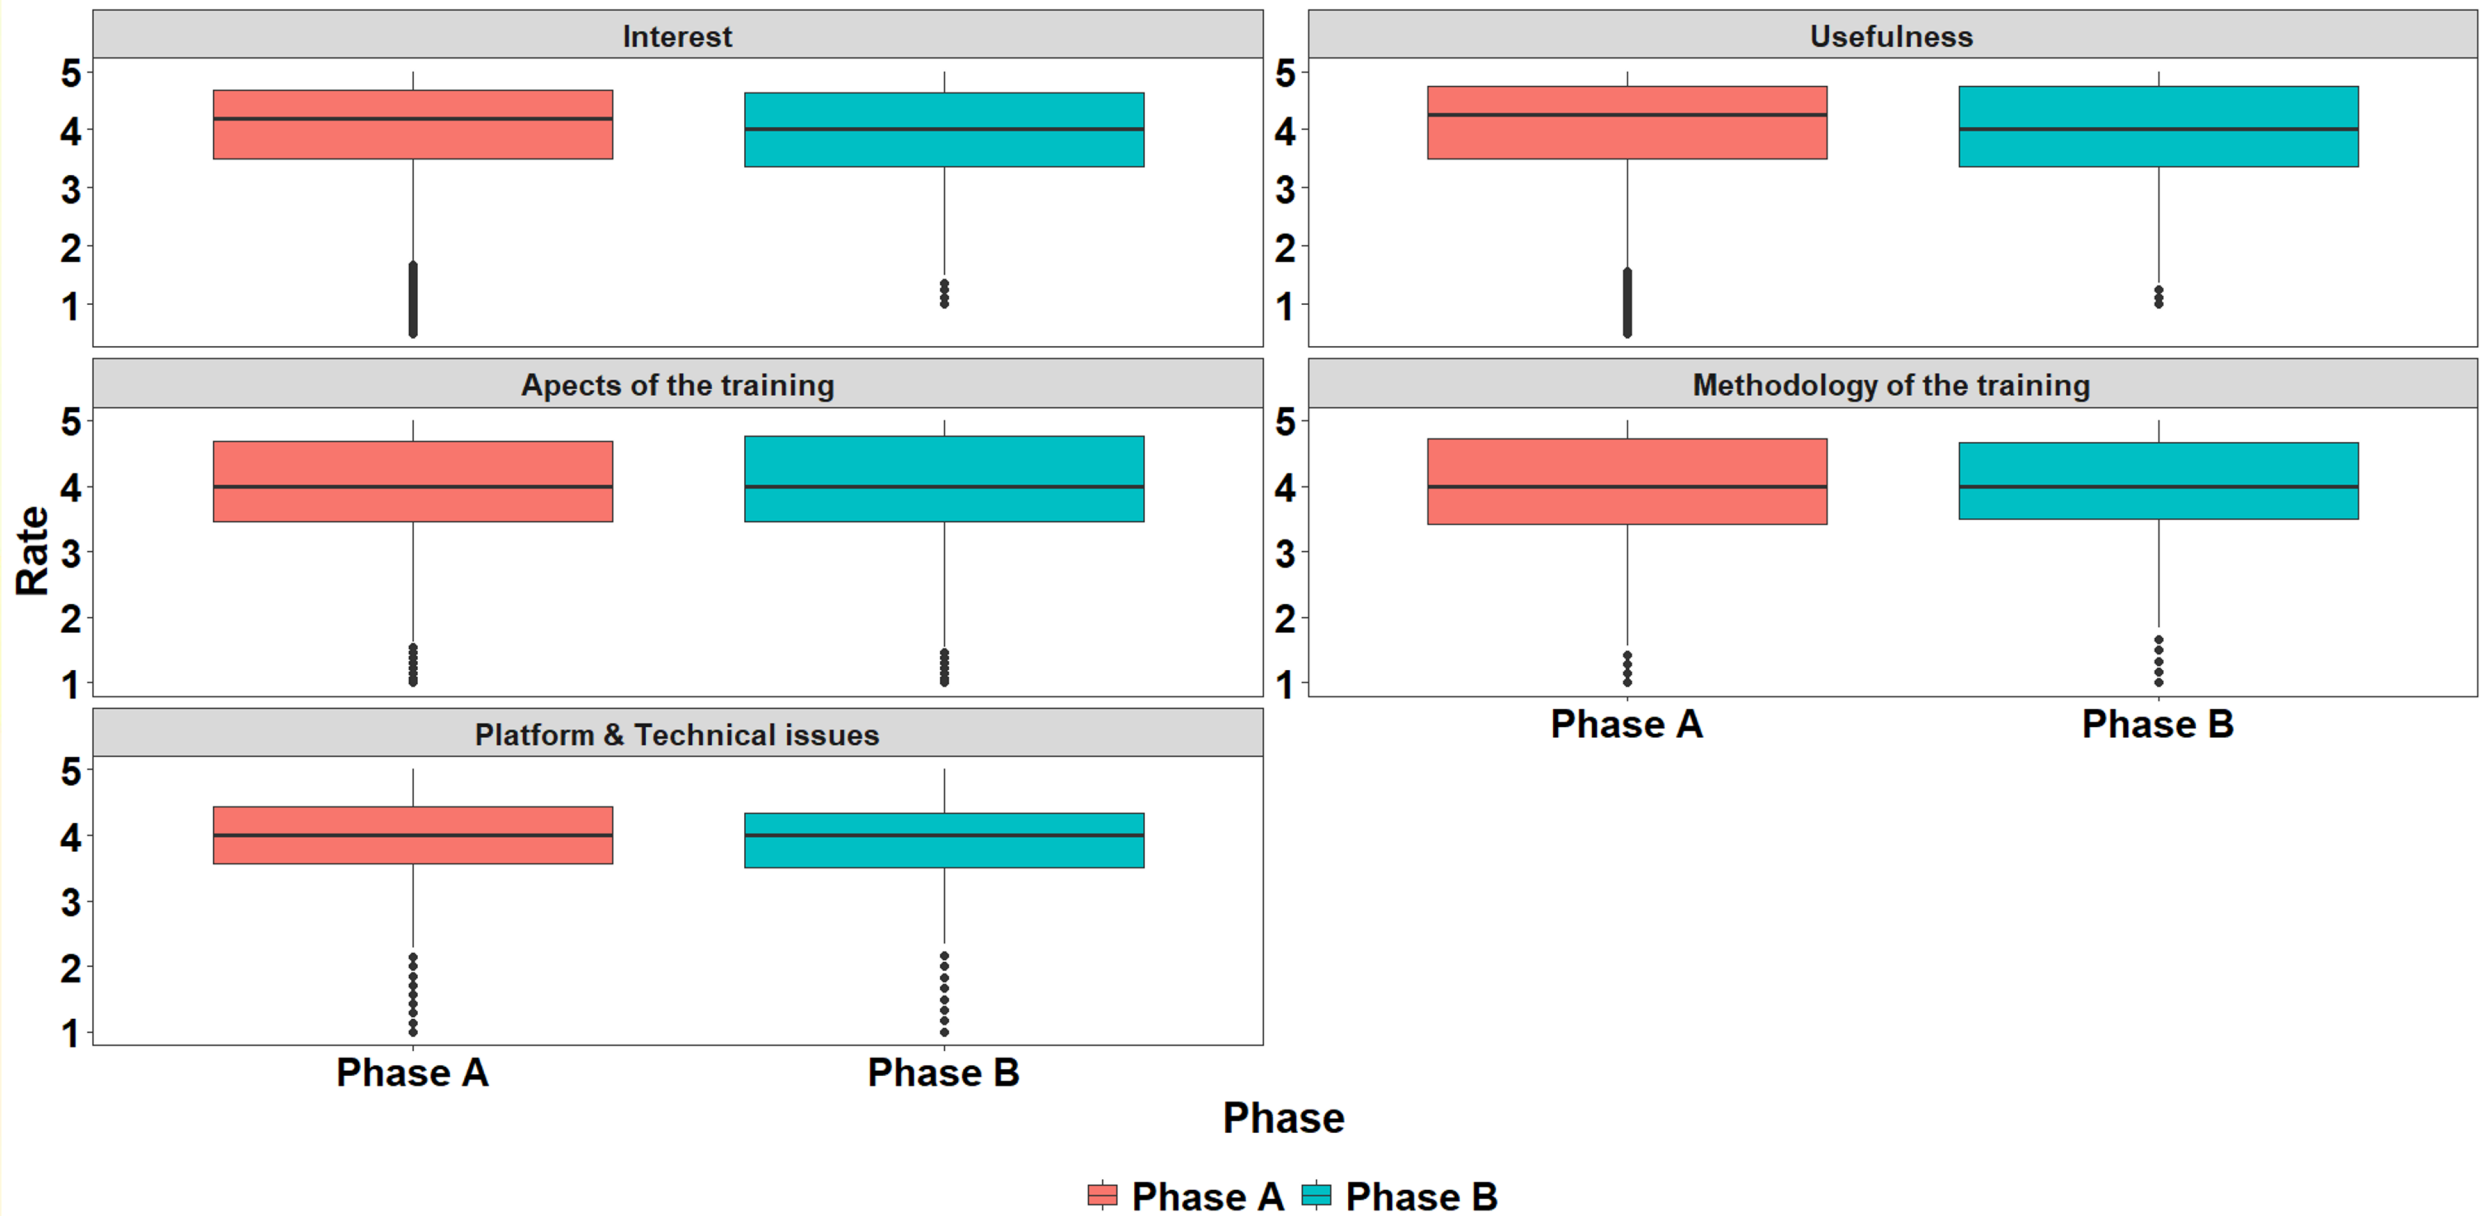 Interest
5
4
3
2
1
Usefulness
5
4
3
2
1
Apects of the training
5
4
3
2
1
Methodology of the training
5
4
3
2
1
Phase A Phase B
Platform & Technical issues
5
4
3
2
1
Phase A Phase B
Rate
Phase
Phase A Phase B